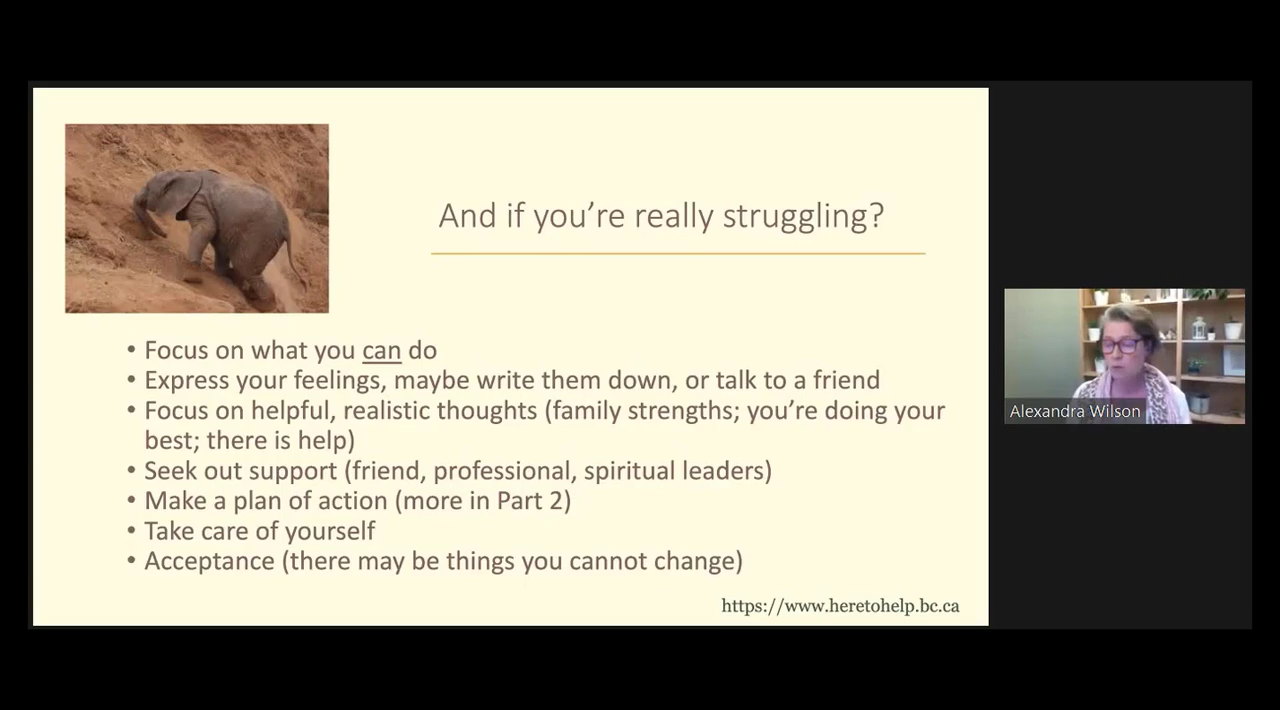 And if you’re really struggling?
• Focus on what you can do
• Express your feelings, maybe write them down, or talk to a friend
• Focus on helpful, realistic thoughts (family strengths; you’re doing your
best; there is help)
• Seek out support (friend, professional, spiritual leaders)
• Make a plan of action (more in Part 2)
• Take care of yourself
• Acceptance (there may be things you cannot change)
https://www.heretohelp.bc.ca
Alexandra Wilson